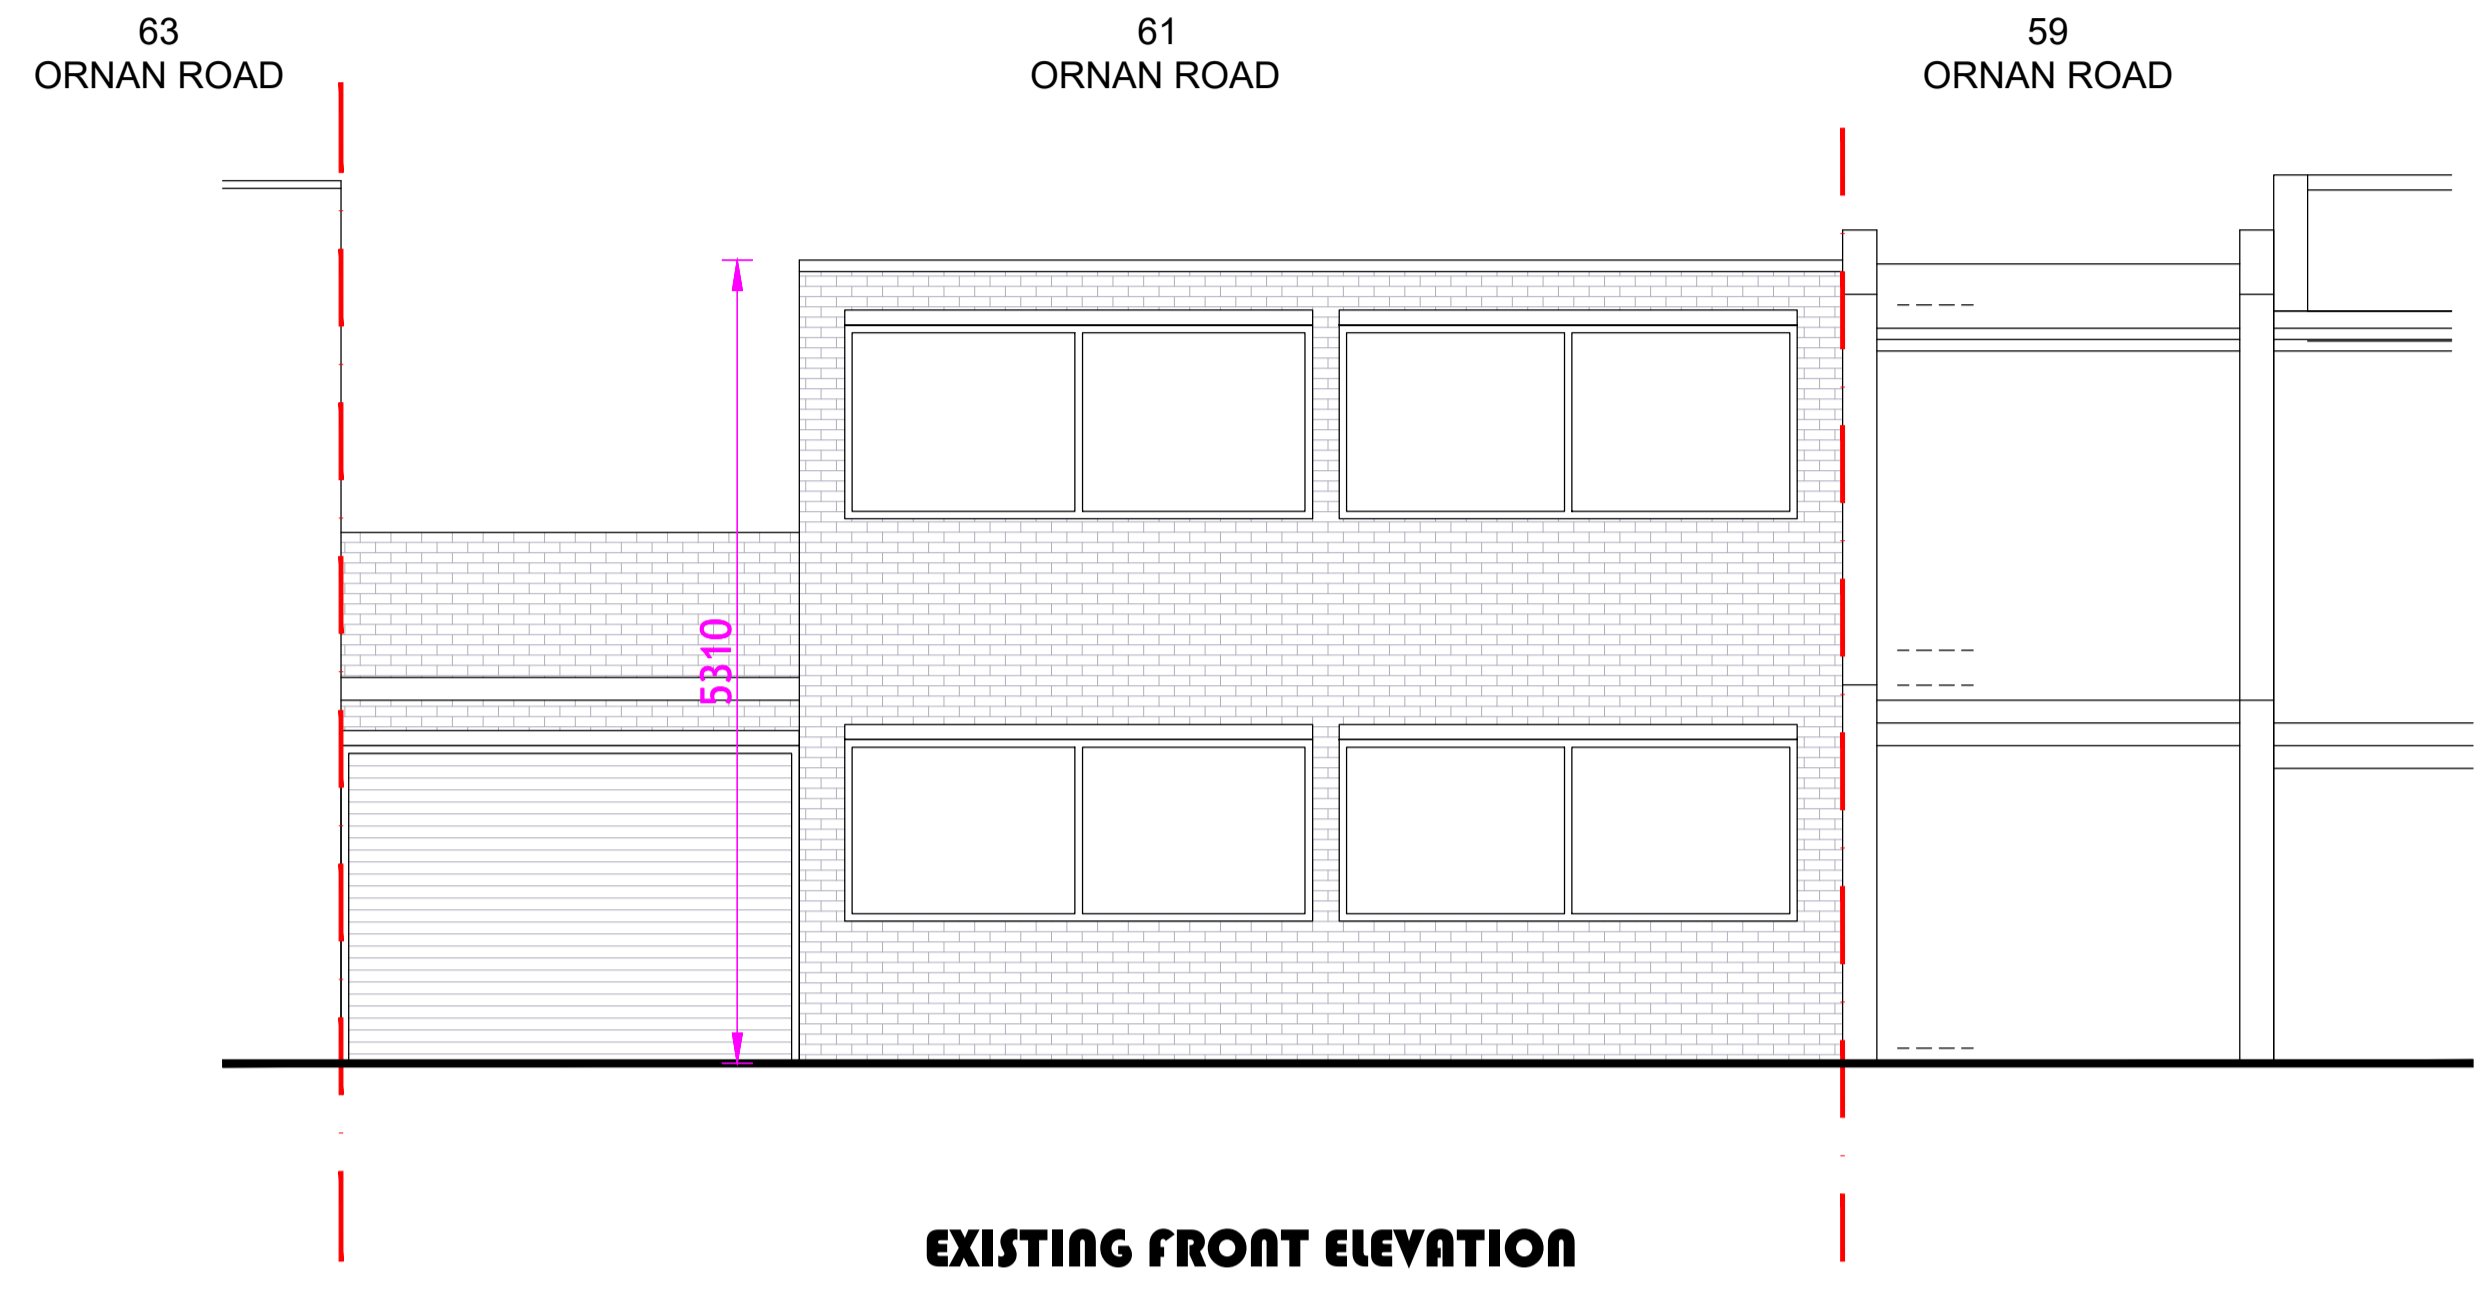 63
ORNAN ROAD
61
ORNAN ROAD
59
ORNAN ROAD
5310
EXISTING FRONT ELEVATION